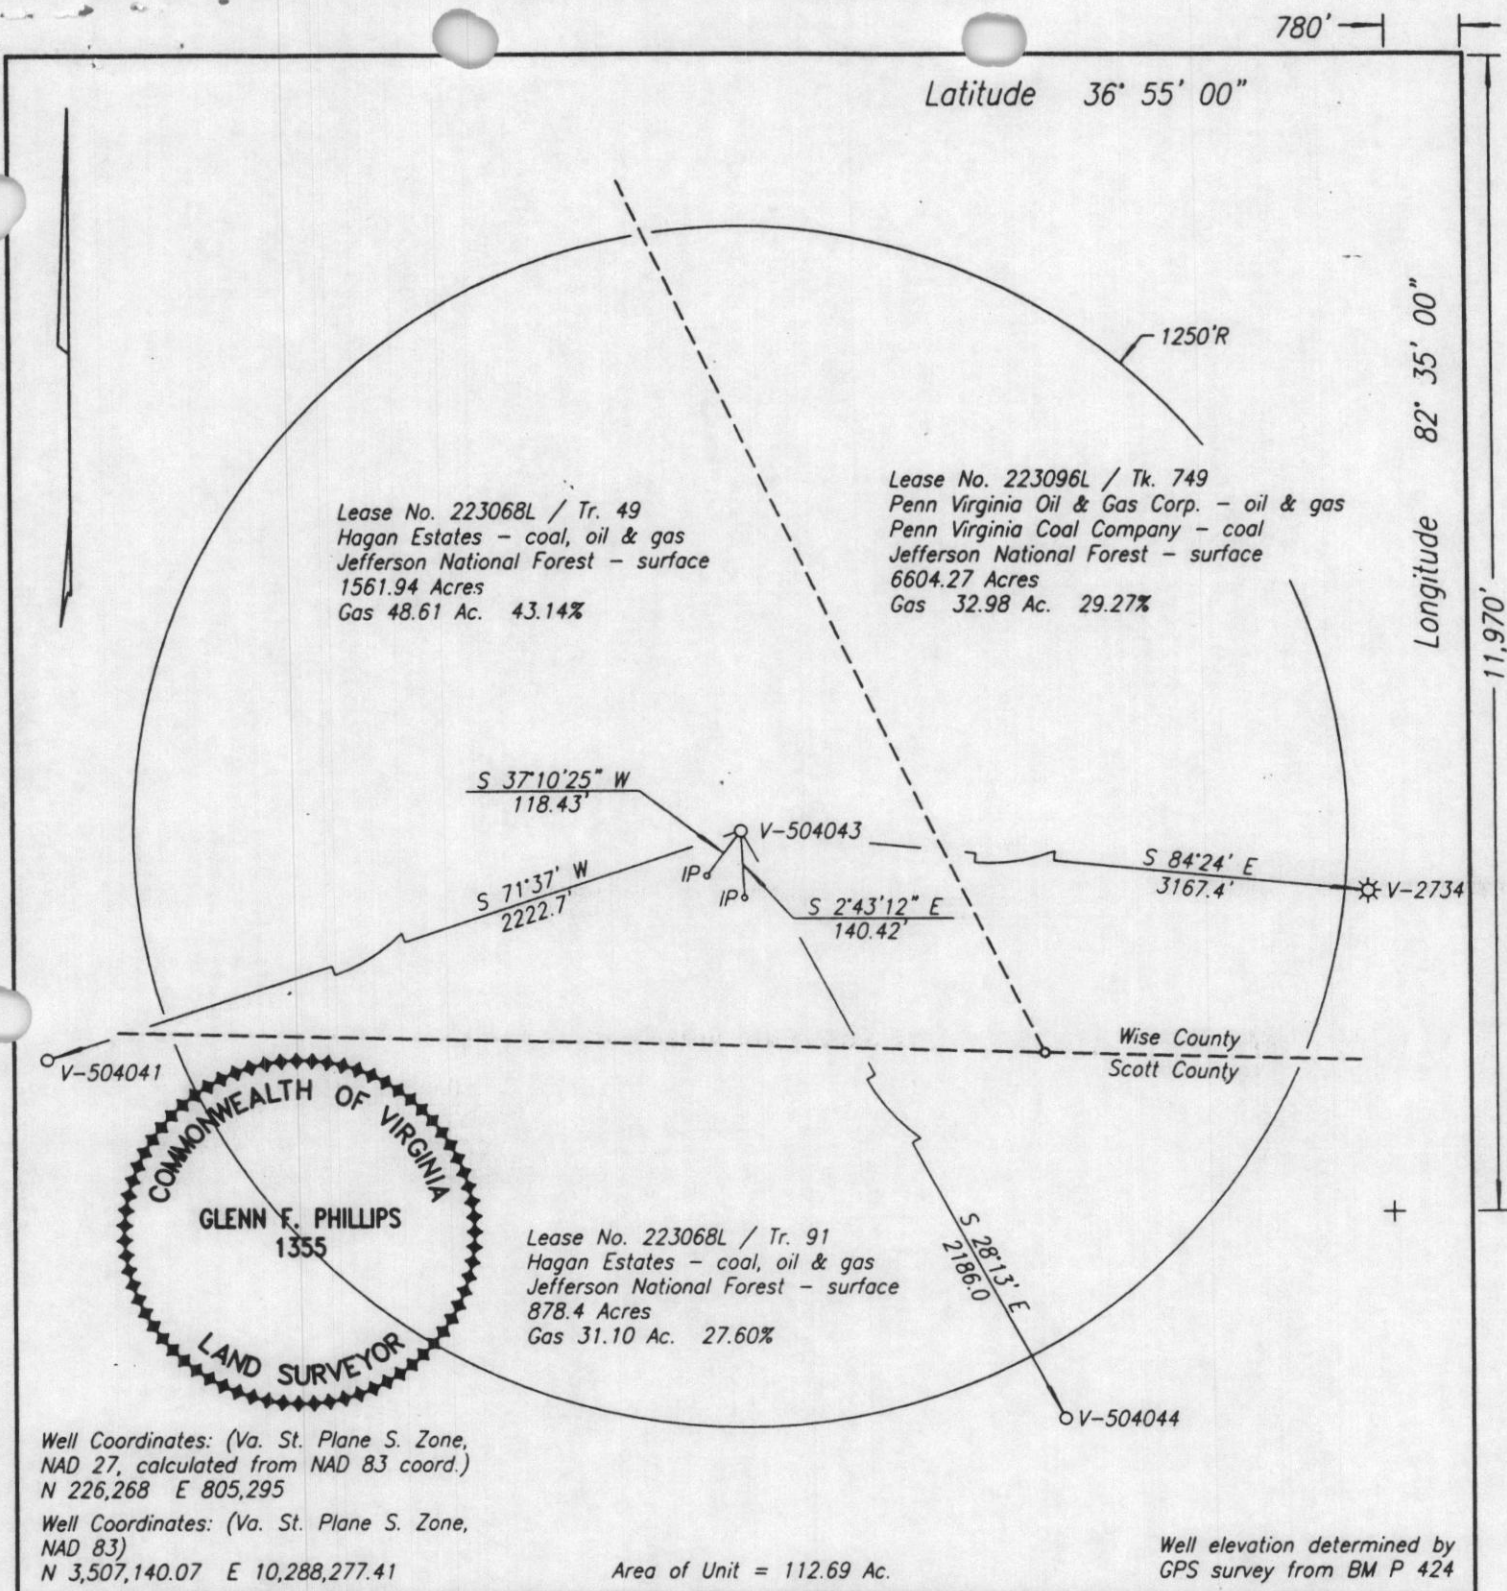 780'
Latitude 36° 55' 00"
Longitude 82° 35' 00"
11,970'
1250'R
Lease No. 223068L / Tr. 49
Hagan Estates – coal, oil & gas
Jefferson National Forest – surface
1561.94 Acres
Gas 48.61 Ac. 43.14%
Lease No. 223096L / Tk. 749
Penn Virginia Oil & Gas Corp. – oil & gas
Penn Virginia Coal Company – coal
Jefferson National Forest – surface
6604.27 Acres
Gas 32.98 Ac. 29.27%
S 37°10'25" W
118.43'
V-504043
S 71°37' W
2222.7'
IP
IP
S 2°43'12" E
140.42'
S 84°24' E
3167.4'
V-2734
V-504041
Wise County
Scott County
COMMONWEALTH OF VIRGINIA
GLENN F. PHILLIPS
1355
LAND SURVEYOR
Lease No. 223068L / Tr. 91
Hagan Estates – coal, oil & gas
Jefferson National Forest – surface
878.4 Acres
Gas 31.10 Ac. 27.60%
S 28°13' E
2186.0
V-504044
Well Coordinates: (Va. St. Plane S. Zone,
NAD 27, calculated from NAD 83 coord.)
N 226,268 E 805,295
Well Coordinates: (Va. St. Plane S. Zone,
NAD 83)
N 3,507,140.07 E 10,288,277.41
Area of Unit = 112.69 Ac.
Well elevation determined by
GPS survey from BM P 424